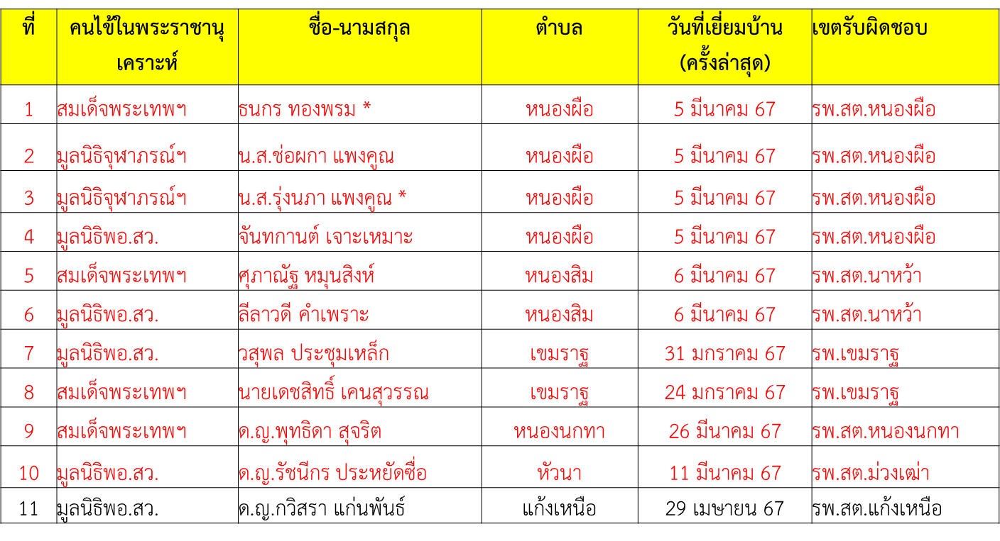 ที่ คนไข้ในพระราชานุ ชื่อ-นามสกุล ตำบล วันที่เยี่ยมบ้าน เขตรับผิดชอบ
เคราะห์ (ครั้งล่าสุด)
1 สมเด็จพระเทพฯ ธนกร ทองพรม * หนองผือ 5 มีนาคม 67 รพ.สต.หนองผือ
2 มูลนิธิจุฬาภรณ์ฯ น.ส.ช่อผกา แพงคูณ หนองผือ 5 มีนาคม 67 รพ.สต.หนองผือ
3 มูลนิธิจุฬาภรณ์ฯ น.ส.รุ่งนภา แพงคูณ * หนองผือ 5 มีนาคม 67 รพ.สต.หนองผือ
4 มูลนิธิพอ.สว. จันทกานต์ เจาะเหมาะ หนองผือ 5 มีนาคม 67 รพ.สต.หนองผือ
5 สมเด็จพระเทพฯ ศุภาณัฐ หมุนสิงห์ หนองสิม 6 มีนาคม 67 รพ.สต.นาหว้า
6 มูลนิธิพอ.สว. ลีลาวดี คำเพราะ หนองสิม 6 มีนาคม 67 รพ.สต.นาหว้า
7 มูลนิธิพอ.สว. วสุพล ประชุมเหล็ก เขมราฐ 31 มกราคม 67 รพ.เขมราฐ
8 สมเด็จพระเทพฯ นายเดชสิทธิ์ เคนสุวรรณ เขมราฐ 24 มกราคม 67 รพ.เขมราฐ
9 สมเด็จพระเทพฯ ด.ญ.พุทธิดา สุจริต หนองนกทา 26 มีนาคม 67 รพ.สต.หนองนกทา
10 มูลนิธิพอ.สว. ด.ญ.รัชนีกร ประหยัดซื่อ หัวนา 11 มีนาคม 67 รพ.สต.ม่วงเฒ่า
11 มูลนิธิพอ.สว. ด.ญ.กวิสรา แก่นพันธ์ แก้งเหนือ 29 เมษายน 67 รพ.สต.แก้งเหนือ